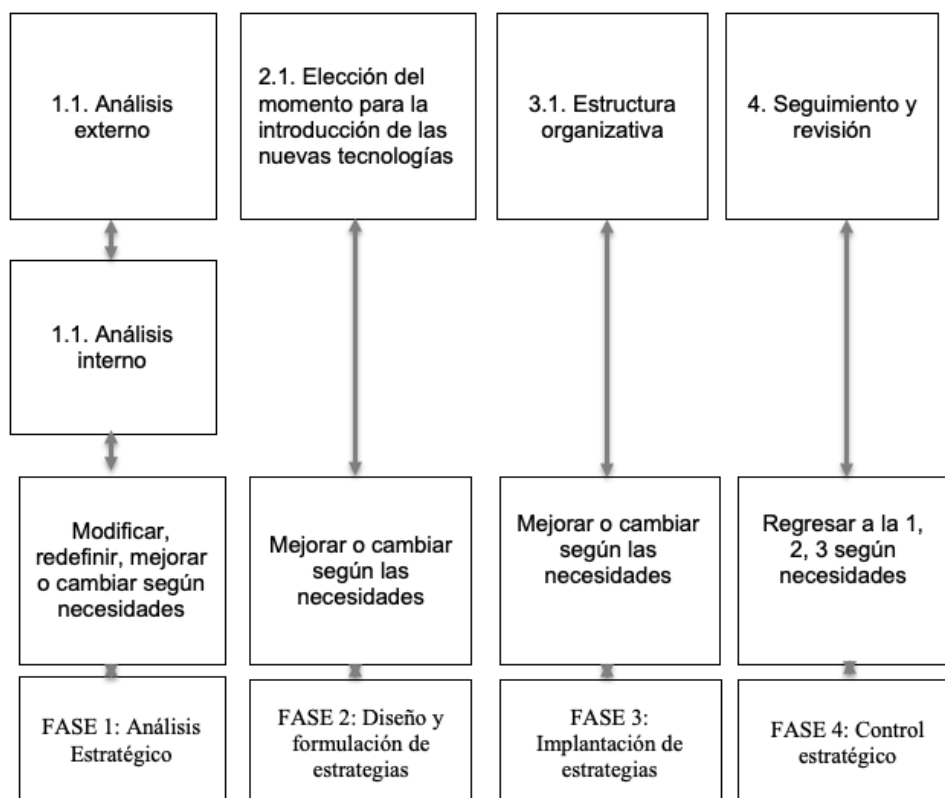 1.1. Análisis
externo
2.1. Elección del
momento para la
introducción de las
nuevas tecnologías
3.1. Estructura
organizativa
4. Seguimiento y
revisión
1.1. Análisis
interno
Modificar,
redefinir, mejorar
o cambiar según
necesidades
Mejorar o cambiar
según las
necesidades
Mejorar o cambiar
según las
necesidades
Regresar a la 1,
2, 3 según
necesidades
FASE 1: Análisis
Estratégico
FASE 2: Diseño y
formulación de
estrategias
FASE 3:
Implantación de
estrategias
FASE 4: Control
estratégico